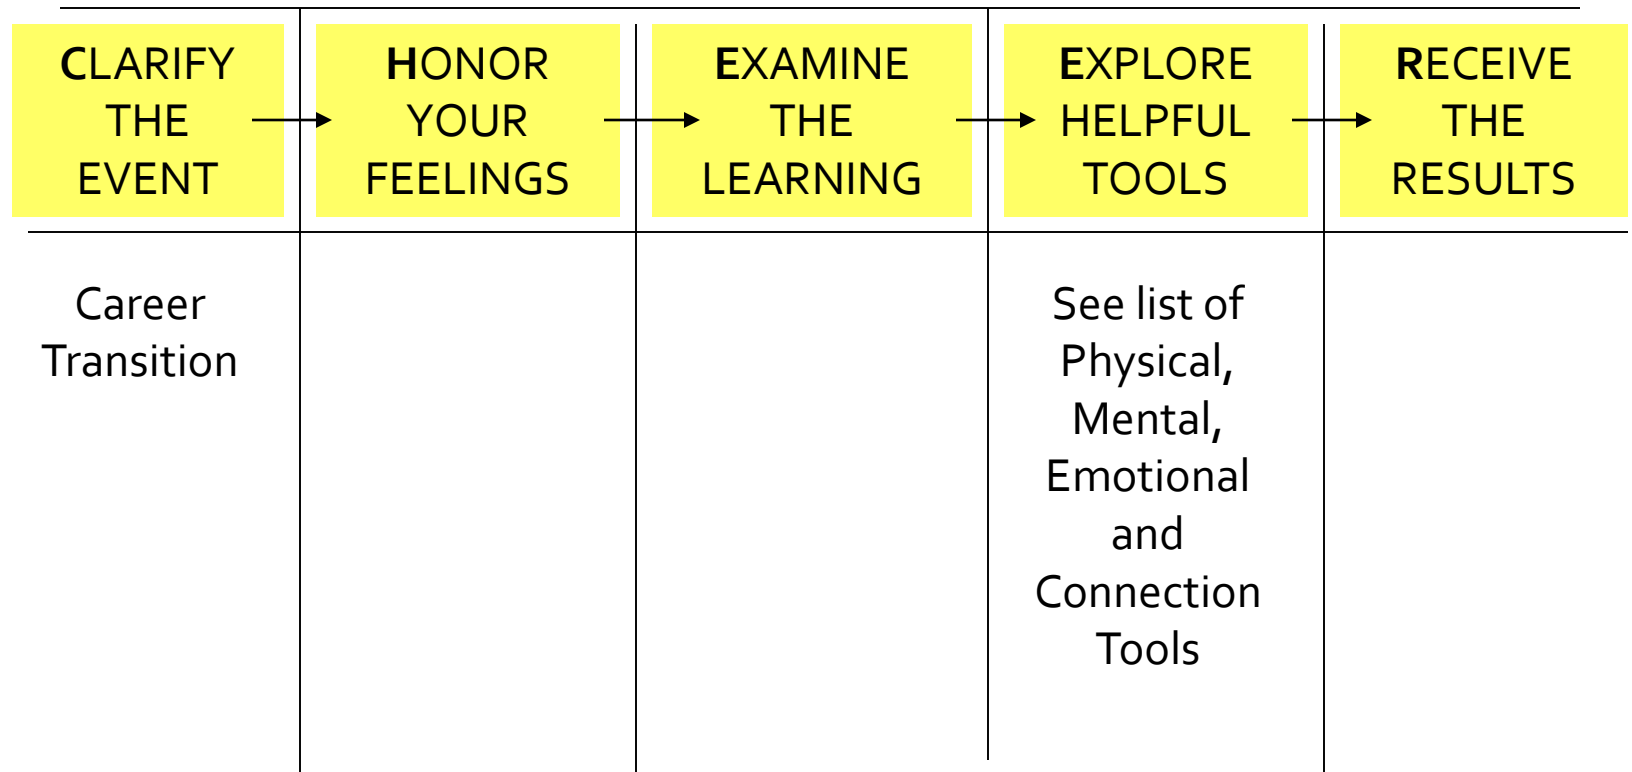 CLARIFY
THE
EVENT
HONOR
YOUR
FEELINGS
EXAMINE
THE
LEARNING
EXPLORE
HELPFUL
TOOLS
RECEIVE
THE
RESULTS
Career
Transition
See list of
Physical,
Mental,
Emotional
and
Connection
Tools